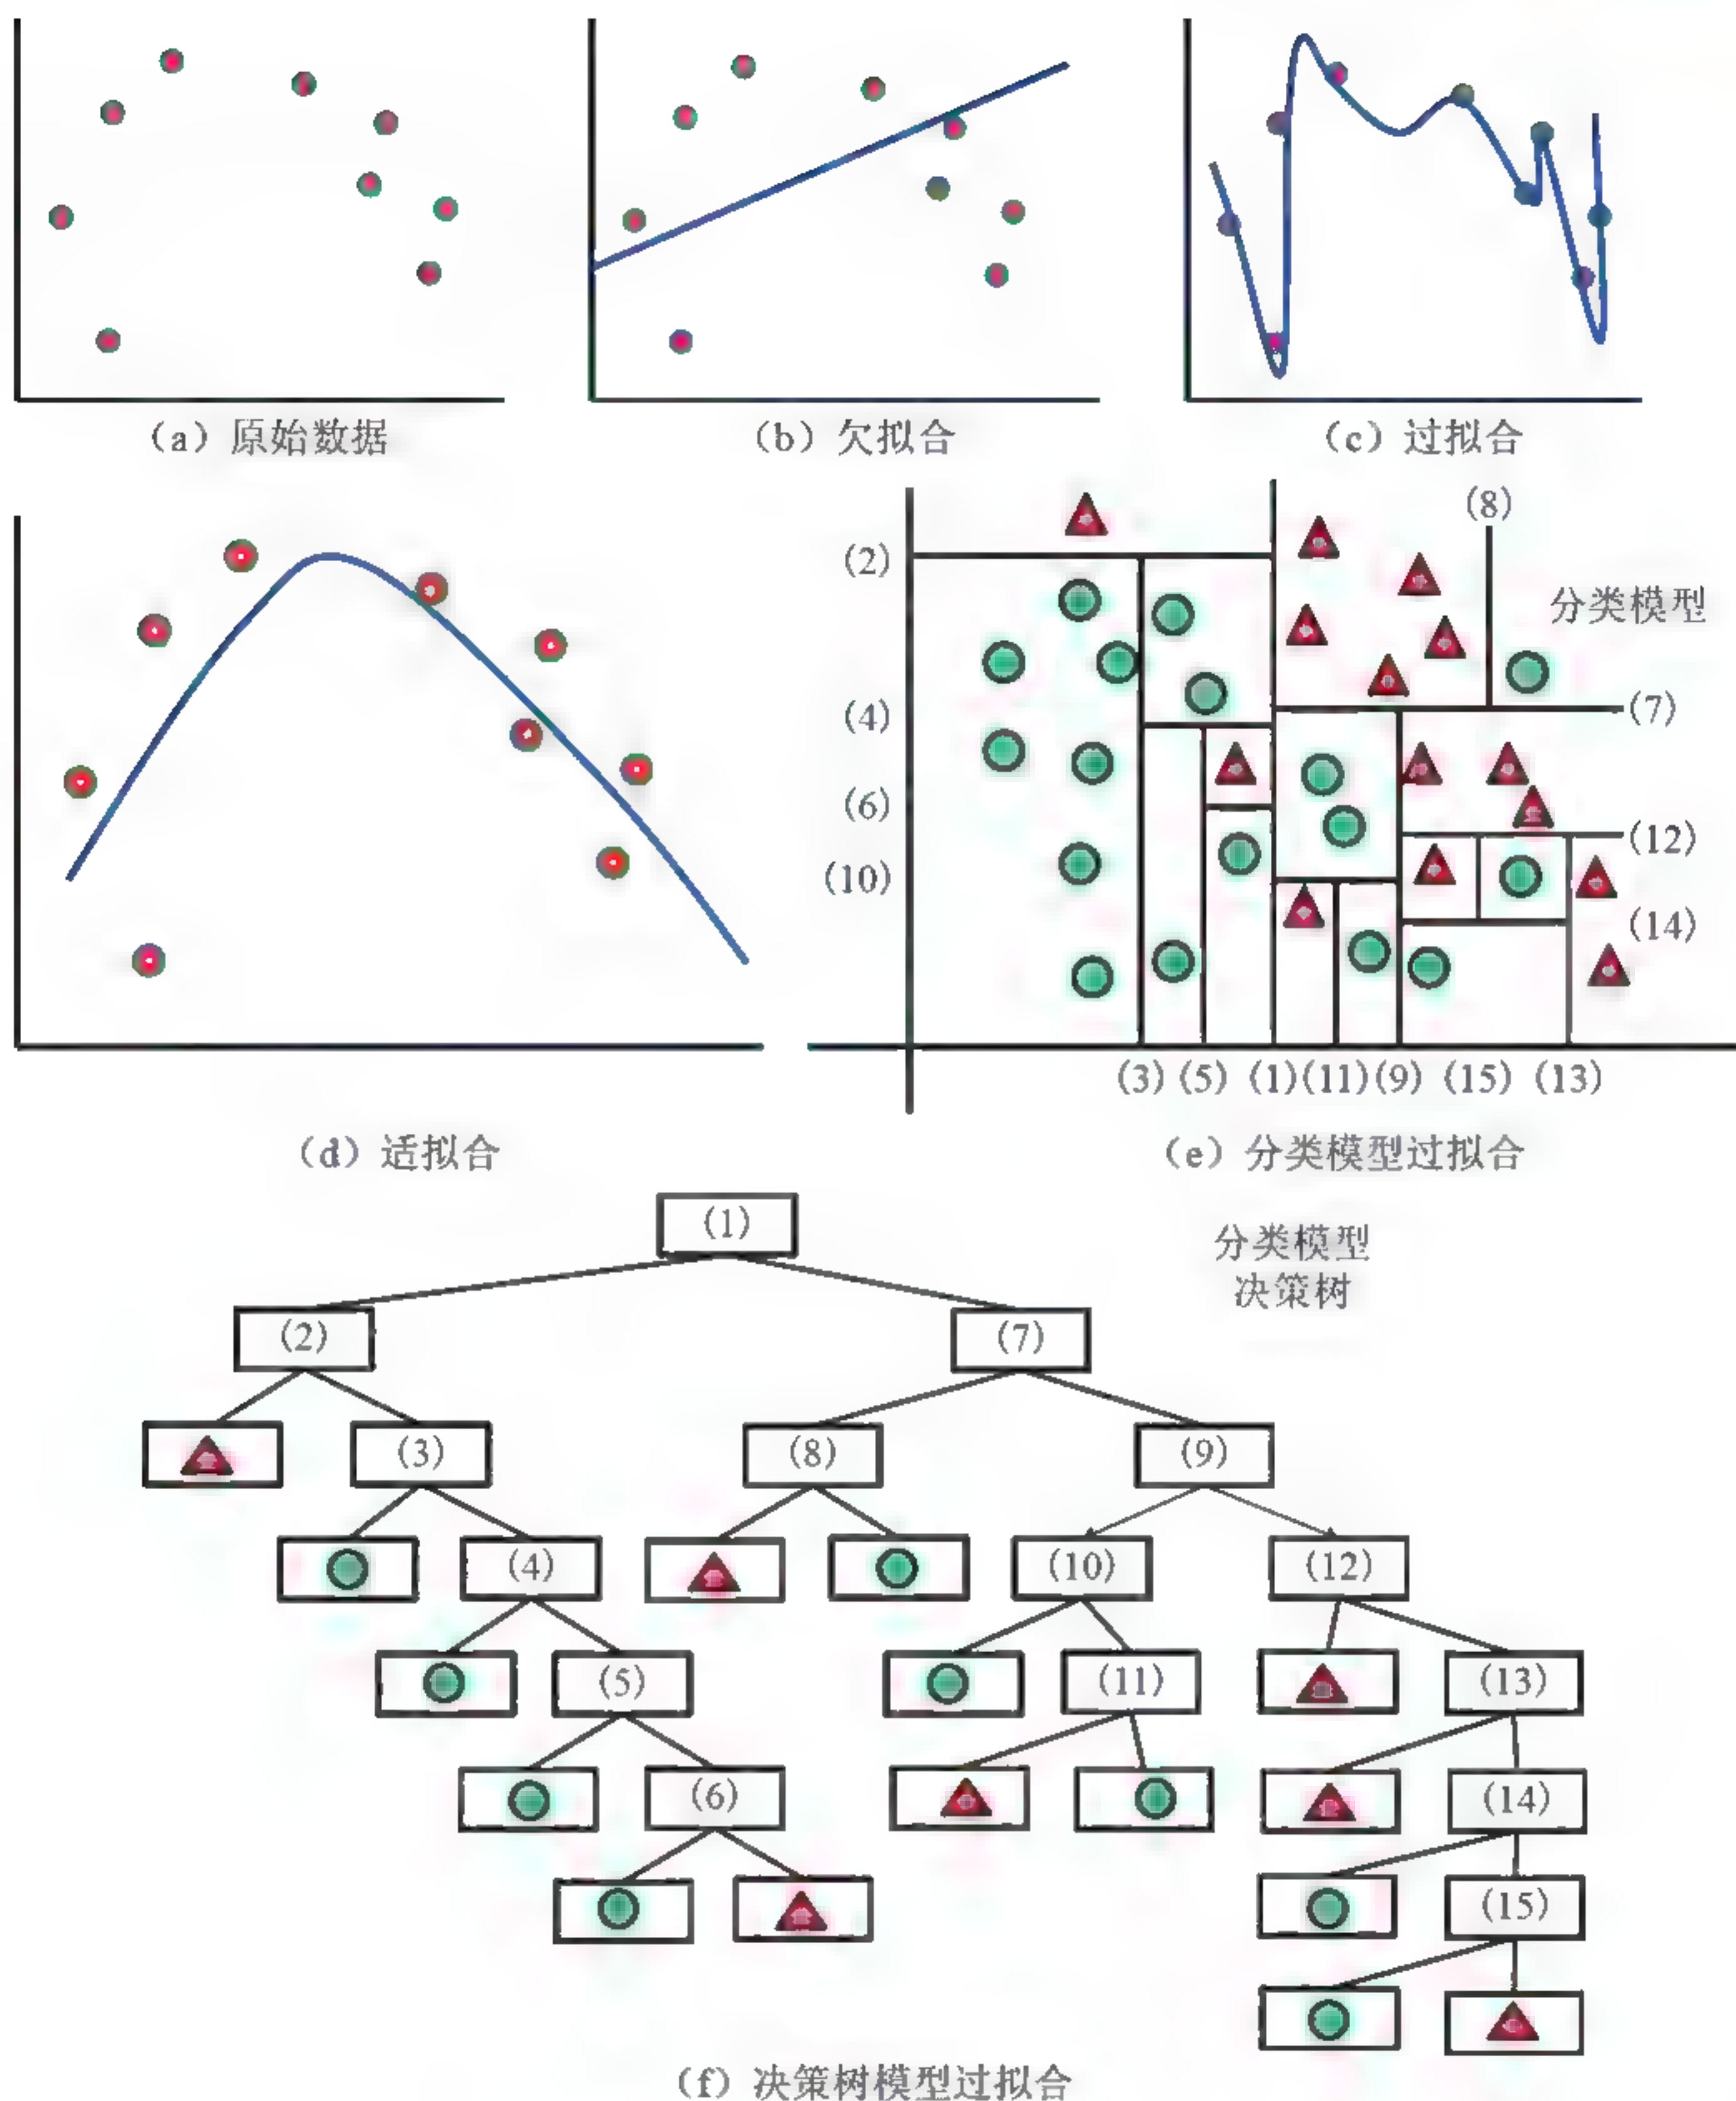 (a) 原始数据
(b) 欠拟合
(c) 过拟合
(8)
(2)
分类模型
(4)
(7)
(6)
(12)
(10)
(14)
(3) (5) (1) (11) (9) (15) (13)
(d) 适拟合
(e) 分类模型过拟合
(1)
分类模型
决策树
(2)
(7)
(3)
(8)
(9)
(4)
(10)
(12)
(5)
(11)
(13)
(6)
(14)
(15)
(f) 决策树模型过拟合